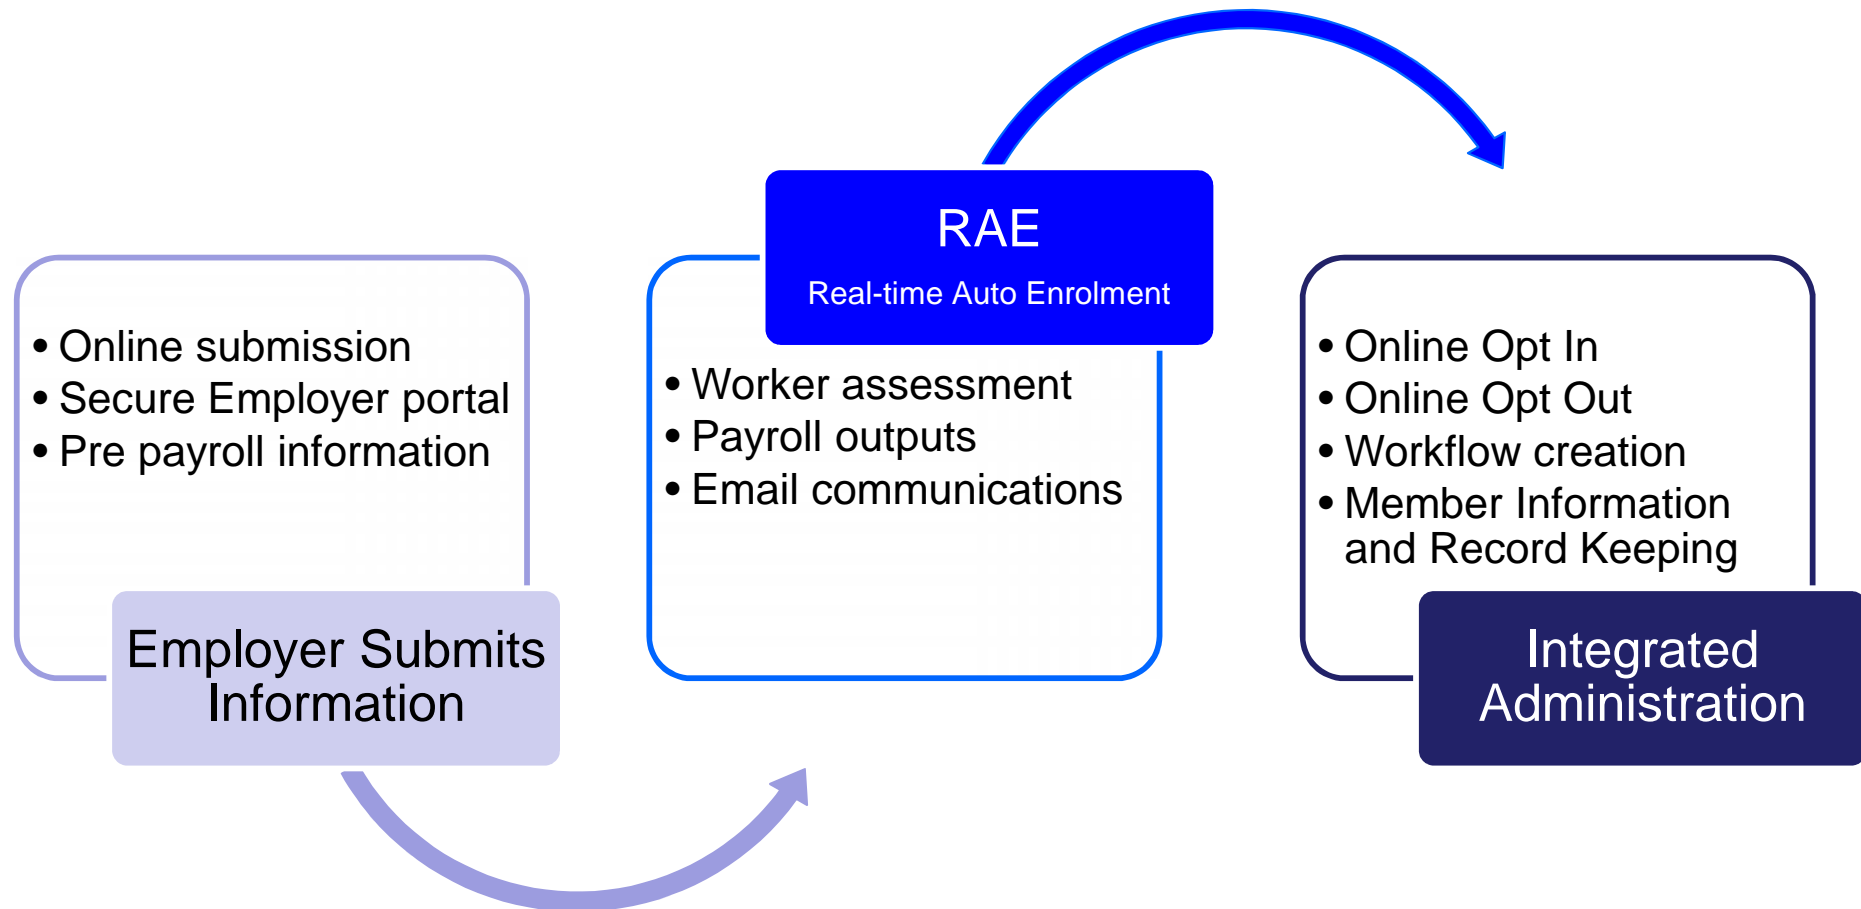 • Online submission
• Secure Employer portal
• Pre payroll information
Employer Submits
Information
RAE
Real-time Auto Enrolment
• Worker assessment
• Payroll outputs
• Email communications
• Online Opt In
• Online Opt Out
• Workflow creation
• Member Information
and Record Keeping
Integrated
Administration